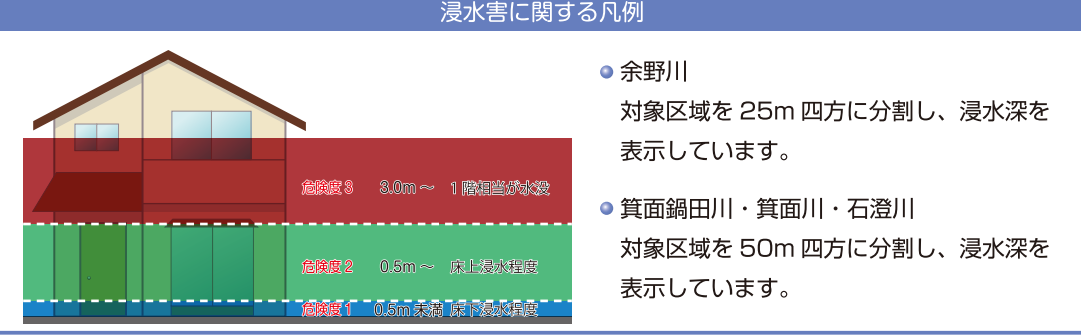 浸水害に関する凡例
危険度3 3.0m ～ 1階相当が水没
危険度2 0.5m ～ 床上浸水程度
危険度1 0.5m 未満 床下浸水程度
余野川
対象区域を 25m 四方に分割し、浸水深を
表示しています。
箕面鍋田川・箕面川・石澄川
対象区域を 50m 四方に分割し、浸水深を
表示しています。